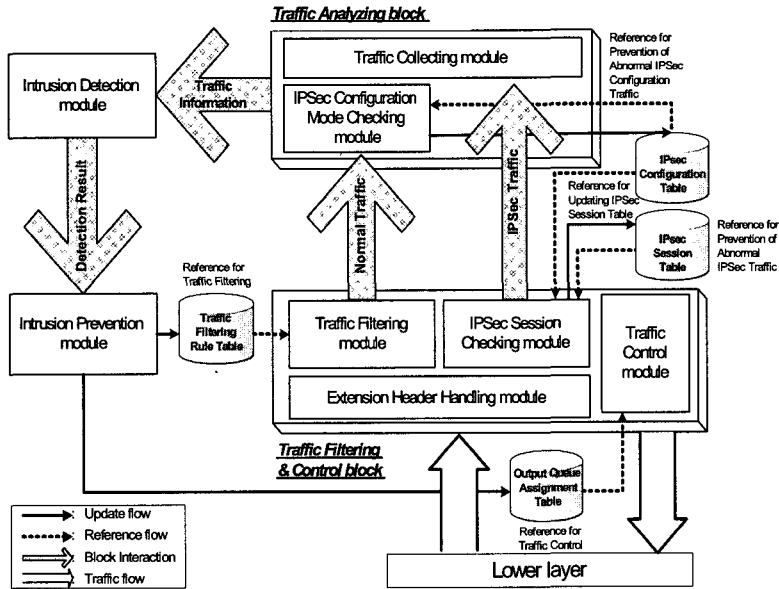 Traffic Analyzing block
Traffic Collecting module
IPSec Configuration
Mode Checking
module
Reference for
Prevention of
Abnormal IPSec
Configuration
Traffic
Intrusion Detection
module
Traffic
Information
Detection Result
Normal Traffic
IPSec Traffic
IPsec
Configuration
Table
Reference for
Updating IPSec
Session Table
IPsec
Session
Table
Reference for
Prevention of
Abnormal
IPSec Traffic
Reference for
Traffic Filtering
Intrusion Prevention
module
Traffic
Filtering
Rule Table
Traffic Filtering
module
IPSec Session
Checking module
Traffic
Control
module
Extension Header Handling module
Traffic Filtering
& Control block
Output Queue
Assignment
Table
Reference for
Traffic Control
Lower layer
: Update flow
: Reference flow
: Block Interaction
: Traffic flow